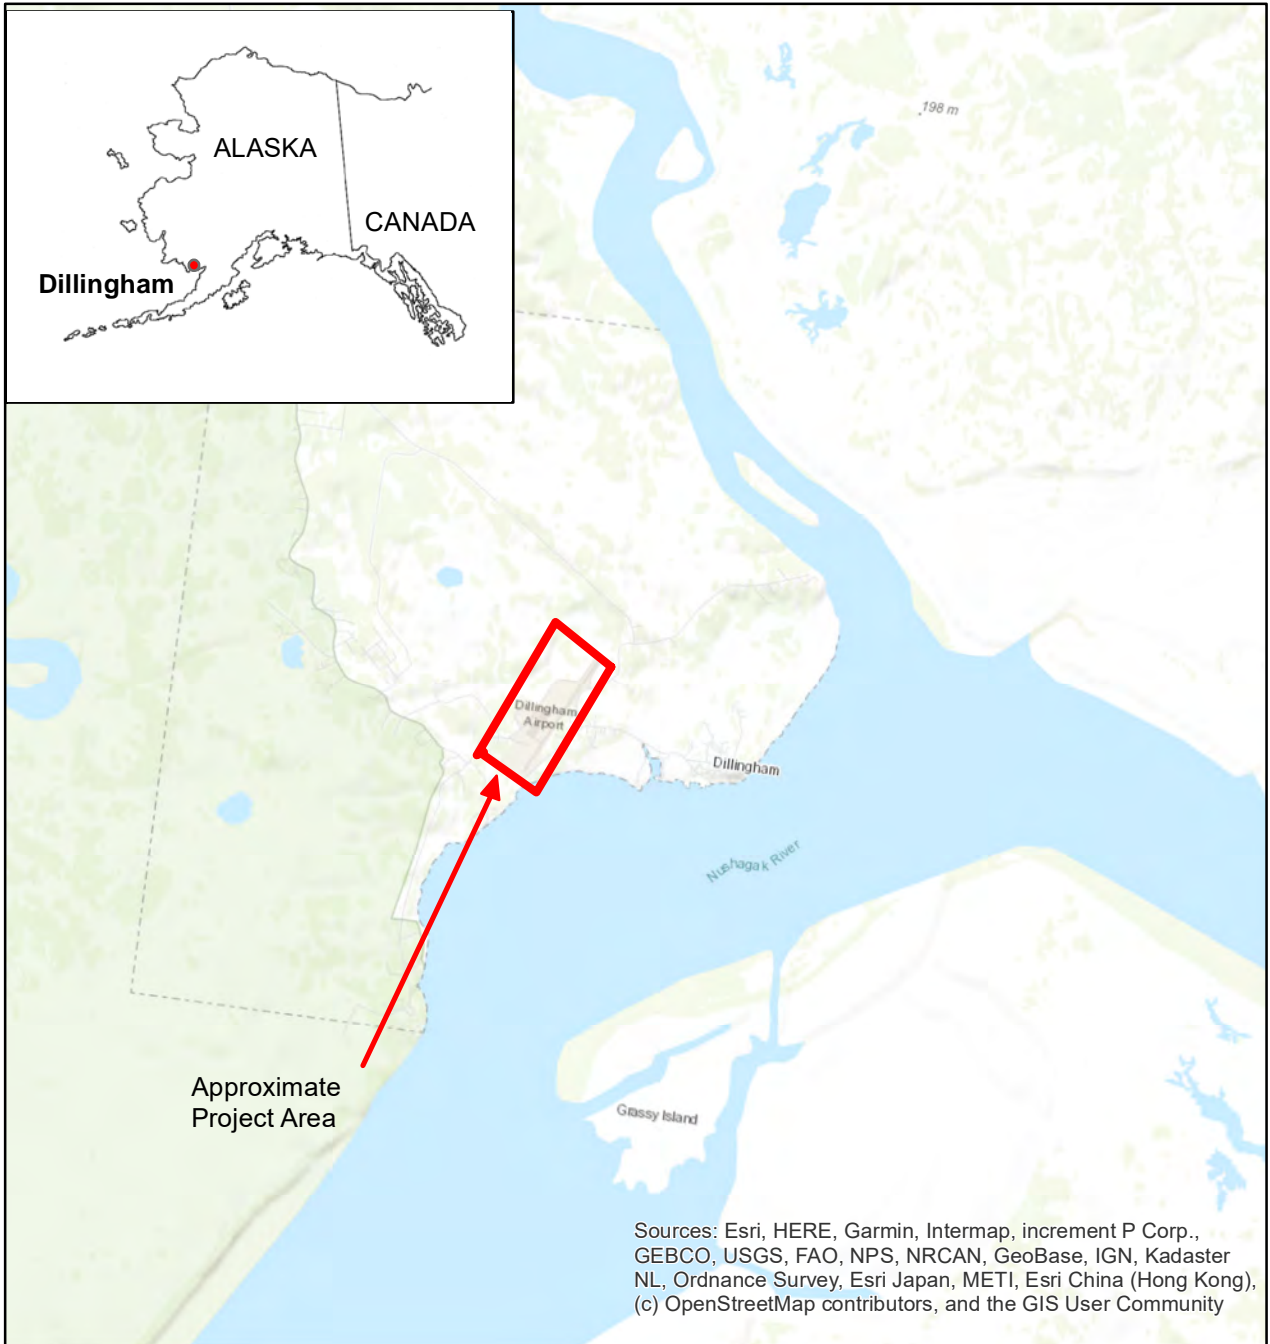 ALASKA
CANADA
Dillingham
198 m
Dillingham
Airport
Dillingham
Nushagak River
Approximate
Project Area
Grassy Island
Sources: Esri, HERE, Garmin, Intermap, increment P Corp.,
GEBCO, USGS, FAO, NPS, NRCAN, GeoBase, IGN, Kadaster
NL, Ordnance Survey, Esri Japan, METI, Esri China (Hong Kong),
(c) OpenStreetMap contributors, and the GIS User Community